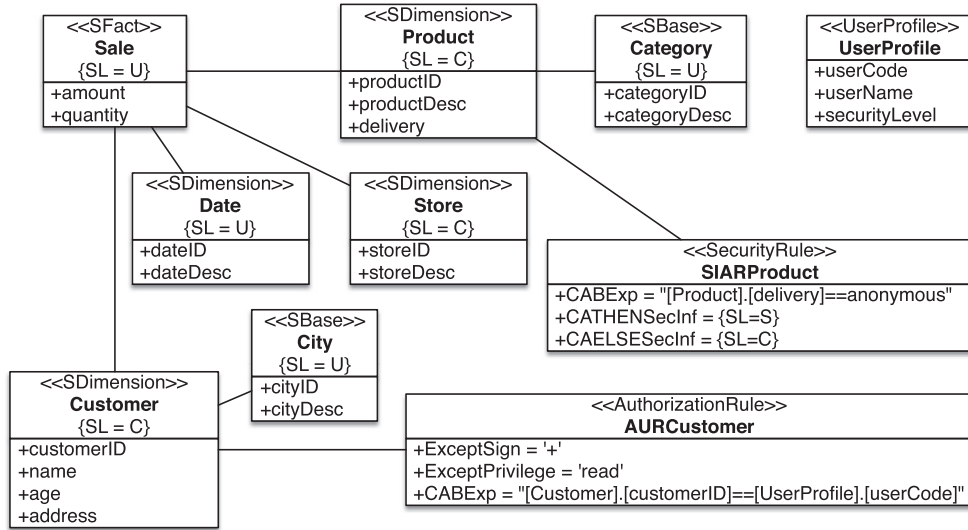 <<SFact>>
Sale
{SL = U}
+amount
+quantity
<<SDimension>>
Product
{SL = C}
+productID
+productDesc
+delivery
<<SBase>>
Category
{SL = U}
+categoryID
+categoryDesc
<<UserProfile>>
UserProfile
+userCode
+userName
+securityLevel
<<SDimension>>
Date
{SL = U}
+dateID
+dateDesc
<<SDimension>>
Store
{SL = C}
+storeID
+storeDesc
<<SecurityRule>>
SIARProduct
+CABExp = "[Product].[delivery]==anonymous"
+CATHENSecInf = {SL=S}
+CAELSESecInf = {SL=C}
<<SBase>>
City
{SL = U}
+cityID
+cityDesc
<<SDimension>>
Customer
{SL = C}
+customerID
+name
+age
+address
<<AuthorizationRule>>
AURCustomer
+ExceptSign = '+'
+ExceptPrivilege = 'read'
+CABExp = "[Customer].[customerID]==[UserProfile].[userCode]"